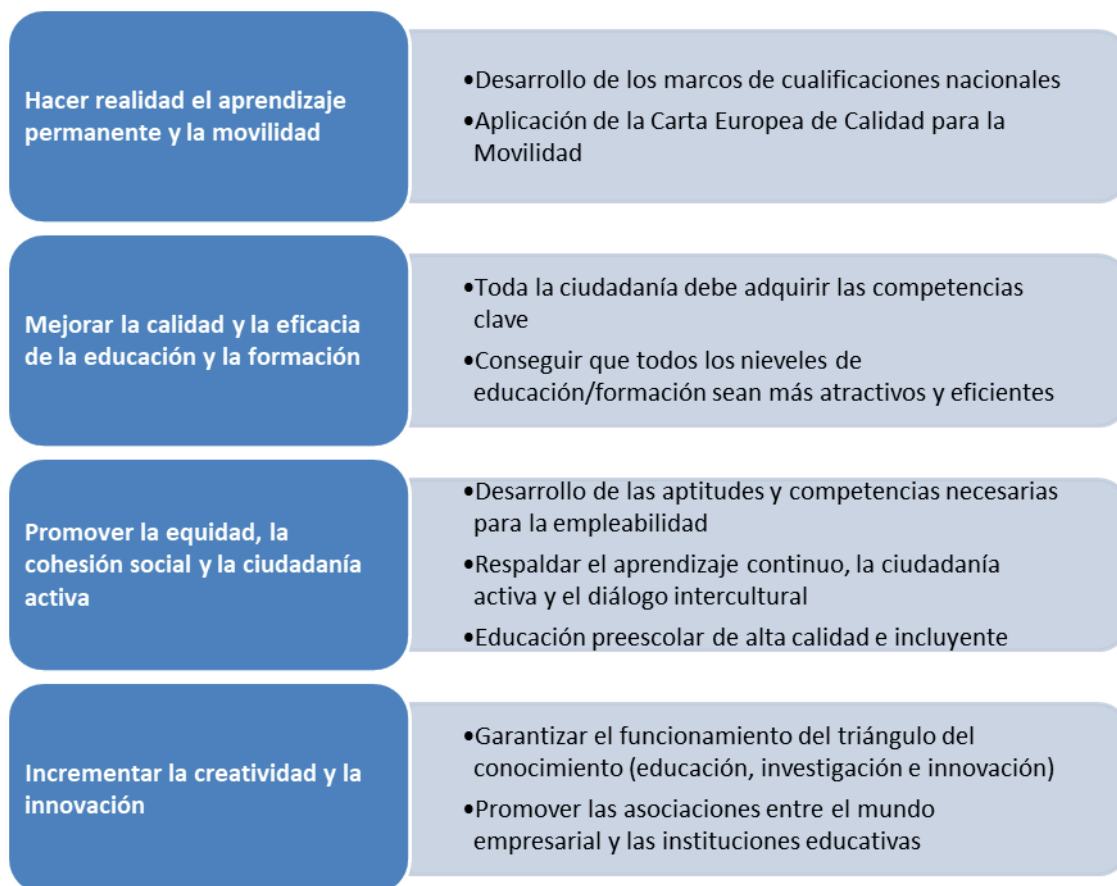 Hacer realidad el aprendizaje
permanente y la movilidad
•Desarrollo de los marcos de cualificaciones nacionales
•Aplicación de la Carta Europea de Calidad para la
Movilidad
Mejorar la calidad y la eficacia
de la educación y la formación
•Toda la ciudadanía debe adquirir las competencias
clave
•Conseguir que todos los nieveles de
educación/formación sean más atractivos y eficientes
Promover la equidad, la
cohesión social y la ciudadanía
activa
•Desarrollo de las aptitudes y competencias necesarias
para la empleabilidad
•Respaldar el aprendizaje continuo, la ciudadanía
activa y el diálogo intercultural
•Educación preescolar de alta calidad e incluyente
Incrementar la creatividad y la
innovación
•Garantizar el funcionamiento del triángulo del
conocimiento (educación, investigación e innovación)
•Promover las asociaciones entre el mundo
empresarial y las instituciones educativas